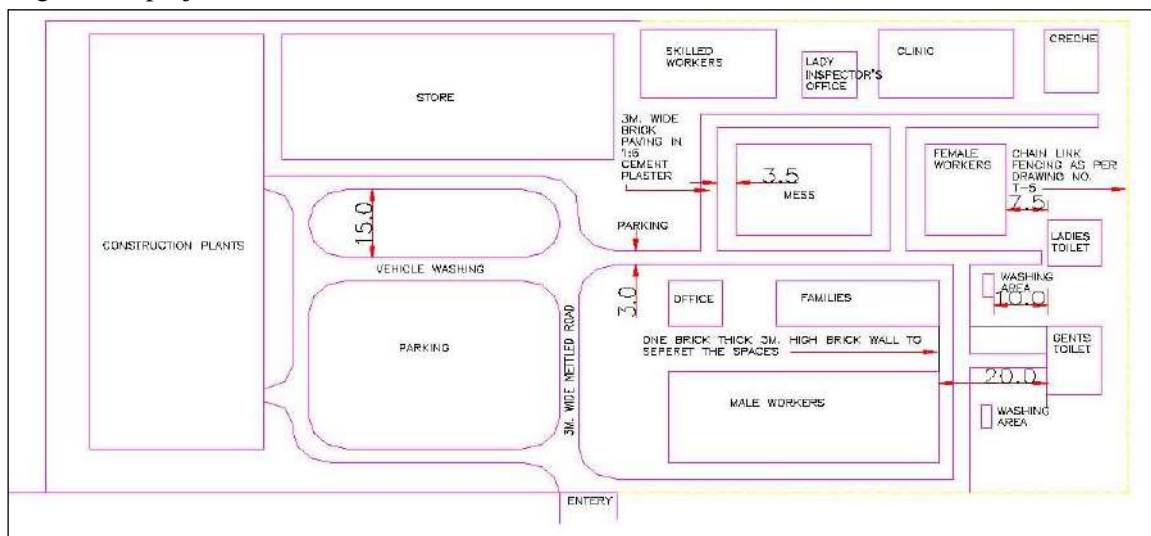 SKILLED
WORKERS
LADY
INSPECTOR'S
OFFICE
CLINIC
CRECHE
STORE
3M. WIDE
BRICK
PAVING IN
CEMENT
PLASTER
3.5
MESS
FEMALE
WORKERS
CHAIN LINK
FENCING AS PER
DRAWING NO.
T-5
7.5
15.0
CONSTRUCTION PLANTS
VEHICLE WASHING
PARKING
3.0
LADIES
TOILET
WASHING
AREA
10.0
OFFICE
FAMILIES
PARKING
3M. WIDE METTLED ROAD
ONE BRICK THICK 3M. HIGH BRICK WALL TO
SEPERET THE SPACES
GENTS
TOILET
20.0
MALE WORKERS
WASHING
AREA
ENTERY